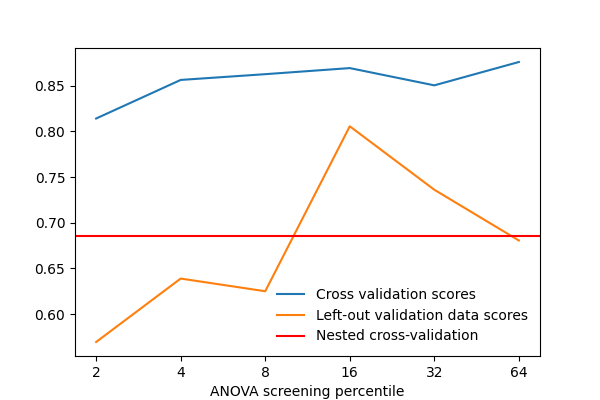 0.85
0.80
0.75
0.70
0.65
0.60
Cross validation scores
Left-out validation data scores
Nested cross-validation
2 4 8 16 32 64
ANOVA screening percentile